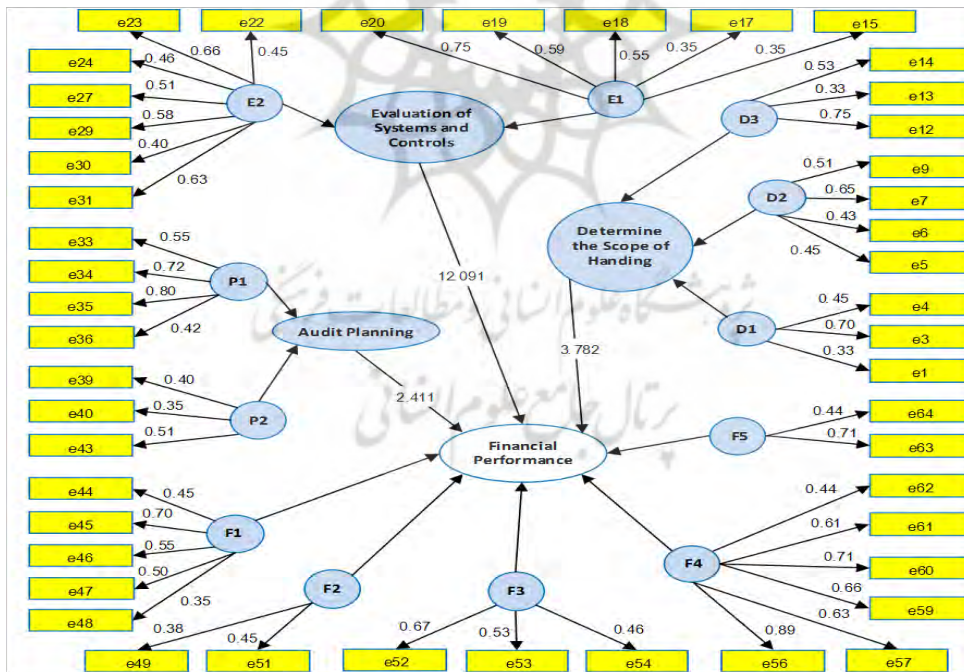 e23
e22
e20
e19
e18
e17
e15
0.66
0.45
0.75
0.59
0.55
0.35
0.35
e24
0.46
e27
0.51
e29
0.58
e30
0.40
e31
0.63
E2
E1
Evaluation of
Systems and
Controls
e14
0.53
e13
0.33
e12
0.75
D3
e9
0.51
e7
0.65
e6
0.43
e5
0.45
D2
Determine
the Scope of
Handing
e4
0.45
e3
0.70
e1
0.33
D1
e33
0.55
e34
0.72
e35
0.80
e36
0.42
P1
Audit Planning
12.091
3.782
2.411
پژوهشگاه علوم انسانی و مطالعات فرهنگی
پرتال جامع علوم انسانی
e39
0.40
e40
0.35
e43
0.51
P2
Financial
Performance
F5
0.44
e64
0.71
e63
e44
0.45
e45
0.70
e46
0.55
e47
0.50
e48
0.35
F1
F2
0.38
e49
0.45
e51
F3
0.67
e52
0.53
e53
0.46
e54
F4
0.44
e62
0.61
e61
0.71
e60
0.66
e59
0.63
e57
0.89
e56